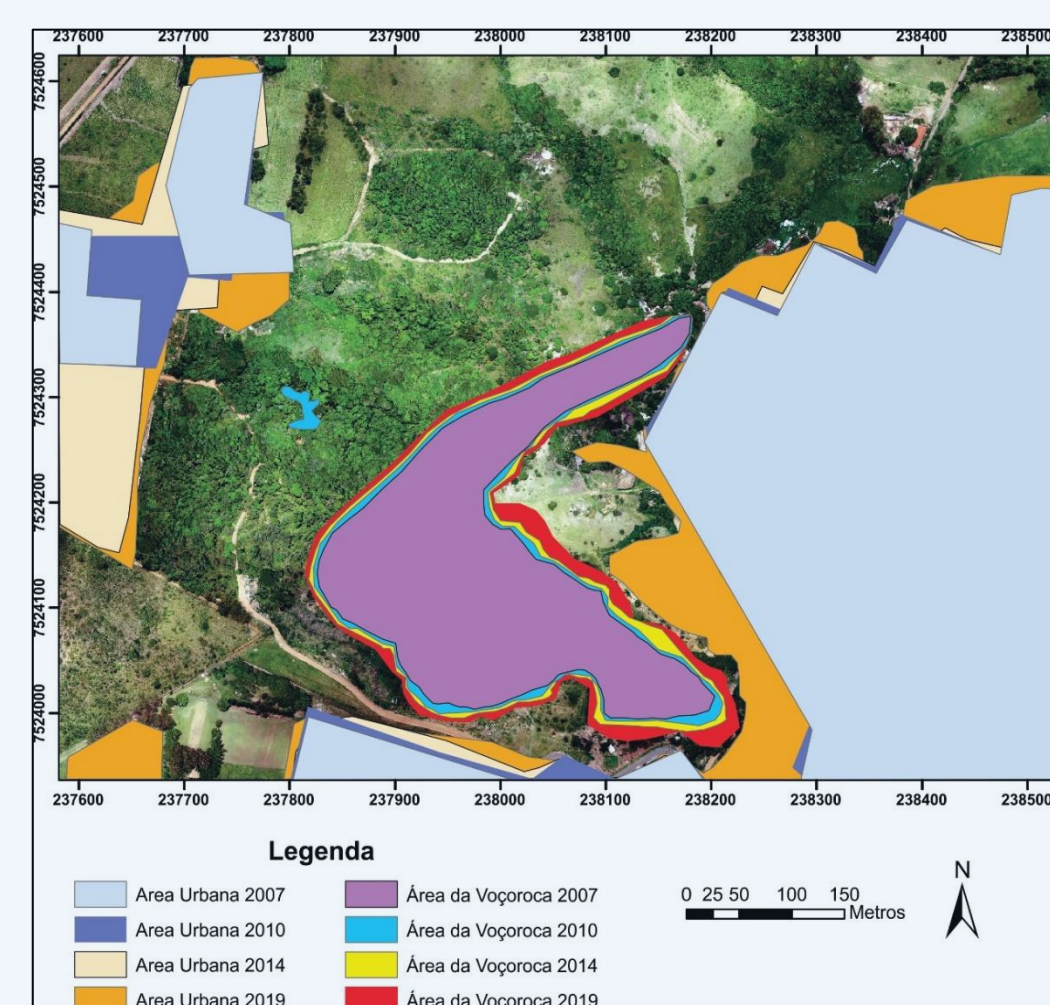 237600 237700 237800 237900 238000 238100 238200 238300 238400 238500
7524600
7524500
7524400
7524300
7524200
7524100
7524000
237600 237700 237800 237900 238000 238100 238200 238300 238400 238500
Legenda
Area Urbana 2007 Área da Voçoroca 2007
Area Urbana 2010 Área da Voçoroca 2010
Area Urbana 2014 Área da Voçoroca 2014
Area Urbana 2019 Área da Voçoroca 2019
0 25 50 100 150
Metros
N